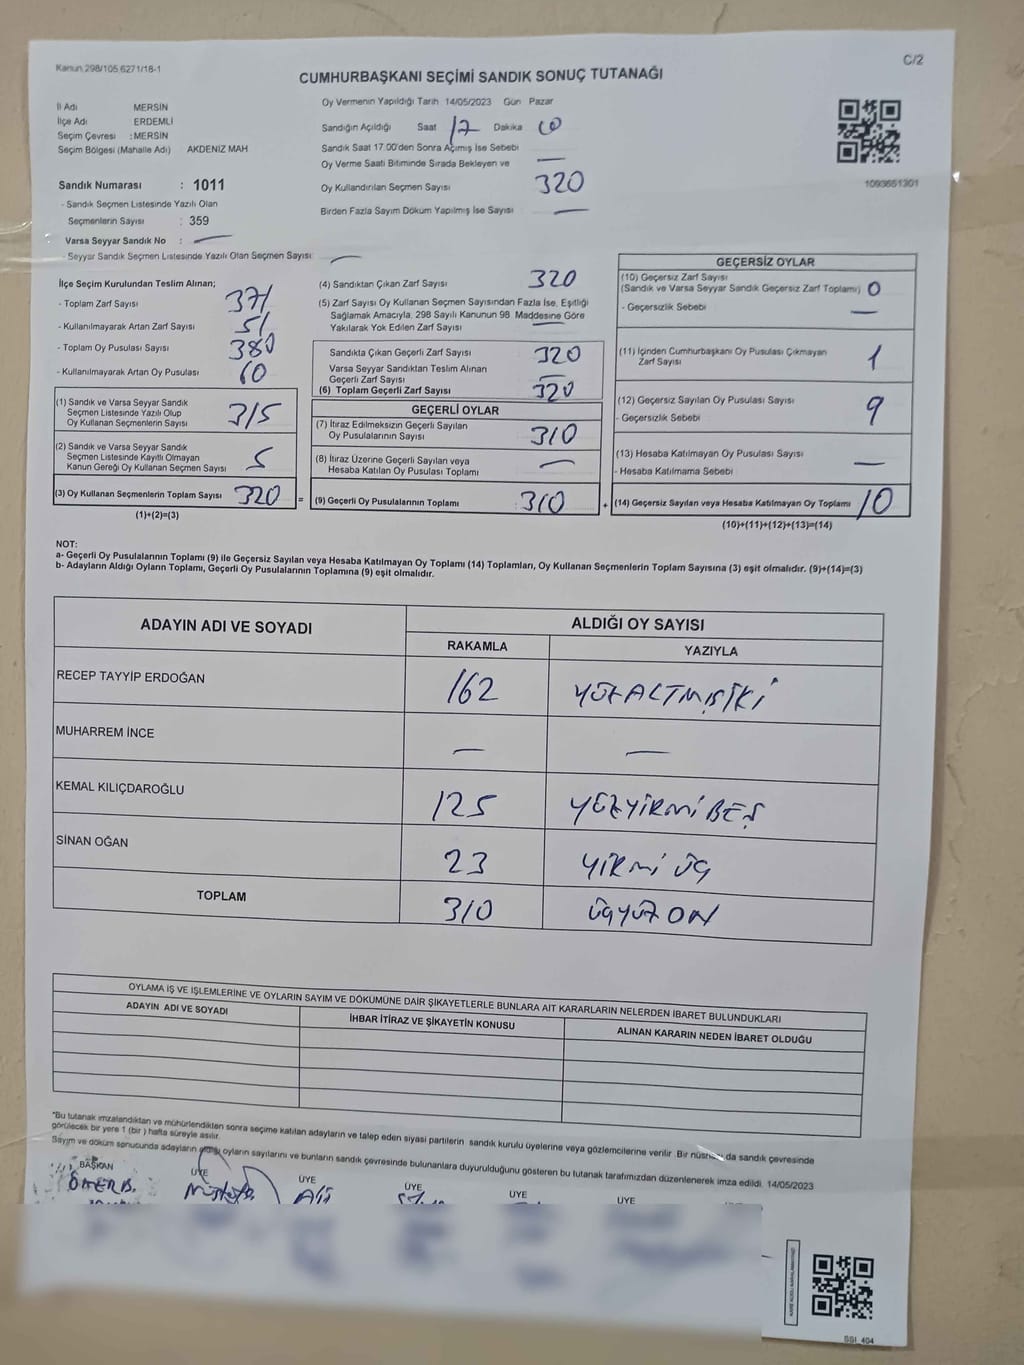 Kanun 298/105.6271/18-1
C/2
CUMHURBAŞKANI SEÇİMİ SANDIK SONUÇ TUTANAĞI
İl Adı MERSİN
İlçe Adı ERDEMLİ
Seçim Çevresi : MERSİN
Seçim Bölgesi (Mahalle Adı) AKDENİZ MAH
Sandık Numarası : 1011
- Sandık Seçmen Listesinde Yazılı Olan
Seçmenlerin Sayısı : 359
Varsa Seyyar Sandık No : —
- Seyyar Sandık Seçmen Listesinde Yazılı Olan Seçmen Sayısı: —
Oy Vermenin Yapıldığı Tarih 14/05/2023 Gün Pazar
Sandığın Açıldığı Saat 17 Dakika 00
Sandık Saat 17.00'den Sonra Açımış İse Sebebi
Oy Verme Saati Bitiminde Sırada Bekleyen ve —
Oy Kullandırılan Seçmen Sayısı 320
Birden Fazla Sayım Döküm Yapılmış İse Sayısı —
1093651301
İlçe Seçim Kurulundan Teslim Alınan;
- Toplam Zarf Sayısı 371
- Kullanılmayarak Artan Zarf Sayısı 51
- Toplam Oy Pusulası Sayısı 380
- Kullanılmayarak Artan Oy Pusulası 60
(1) Sandık ve Varsa Seyyar Sandık
Seçmen Listesinde Yazılı Olup
Oy Kullanan Seçmenlerin Sayısı 315
(2) Sandık ve Varsa Seyyar Sandık
Seçmen Listesinde Kayıtlı Olmayan
Kanun Gereği Oy Kullanan Seçmen Sayısı 5
(3) Oy Kullanan Seçmenlerin Toplam Sayısı 320 =
(1)+(2)=(3)
(4) Sandıktan Çıkan Zarf Sayısı 320
(5) Zarf Sayısı Oy Kullanan Seçmen Sayısından Fazla İse, Eşitliği
Sağlamak Amacıyla, 298 Sayılı Kanunun 98. Maddesine Göre
Yakılarak Yok Edilen Zarf Sayısı —
Sandıkta Çıkan Geçerli Zarf Sayısı 320
Varsa Seyyar Sandıktan Teslim Alınan
Geçerli Zarf Sayısı —
(6) Toplam Geçerli Zarf Sayısı 320
GEÇERLİ OYLAR
(7) İtiraz Edilmeksizin Geçerli Sayılan
Oy Pusulalarının Sayısı 310
(8) İtiraz Üzerine Geçerli Sayılan veya
Hesaba Katılan Oy Pusulası Toplamı —
(9) Geçerli Oy Pusulalarının Toplamı 310 +
GEÇERSİZ OYLAR
(10) Geçersiz Zarf Sayısı
(Sandık ve Varsa Seyyar Sandık Geçersiz Zarf Toplamı) 0
- Geçersizlik Sebebi —
(11) İçinden Cumhurbaşkanı Oy Pusulası Çıkmayan
Zarf Sayısı 1
(12) Geçersiz Sayılan Oy Pusulası Sayısı 9
- Geçersizlik Sebebi
(13) Hesaba Katılmayan Oy Pusulası Sayısı —
- Hesaba Katılmama Sebebi
(14) Geçersiz Sayılan veya Hesaba Katılmayan Oy Toplamı 10
(10)+(11)+(12)+(13)=(14)
NOT:
a- Geçerli Oy Pusulalarının Toplamı (9) ile Geçersiz Sayılan veya Hesaba Katılmayan Oy Toplamı (14) Toplamları, Oy Kullanan Seçmenlerin Toplam Sayısına (3) eşit olmalıdır. (9)+(14)=(3)
b- Adayların Aldığı Oyların Toplamı, Geçerli Oy Pusulalarının Toplamına (9) eşit olmalıdır.
ADAYIN ADI VE SOYADI ALDIĞI OY SAYISI
RAKAMLA YAZIYLA
RECEP TAYYİP ERDOĞAN 162 YÜZALTMIŞİKİ
MUHARREM İNCE — —
KEMAL KILIÇDAROĞLU 125 YÜZYİRMİBEŞ
SİNAN OĞAN 23 YİRMİ ÜÇ
TOPLAM 310 ÜÇYÜZ ON
OYLAMA İŞ VE İŞLEMLERİNE VE OYLARIN SAYIM VE DÖKÜMÜNE DAİR ŞİKAYETLERLE BUNLARA AİT KARARLARIN NELERDEN İBARET BULUNDUKLARI
ADAYIN ADI VE SOYADI İHBAR İTİRAZ VE ŞİKAYETİN KONUSU ALINAN KARARIN NEDEN İBARET OLDUĞU
*Bu tutanak imzalandıktan ve mühürlendikten sonra seçime katılan adayların ve talep eden siyasi partilerin sandık kurulu üyelerine veya gözlemcilerine verilir. Bir nüshası da sandık çevresinde
görülecek bir yere 1 (bir) hafta süreyle asılır.
Sayım ve döküm sonucunda adayların aldığı oyların sayılarını ve bunların sandık çevresinde bulunanlara duyurulduğunu gösteren bu tutanak tarafımızdan düzenlenerek imza edildi. 14/05/2023
BAŞKAN ÜYE ÜYE ÜYE ÜYE ÜYE
ÖMER B. Mustafa Ali
SSI_404